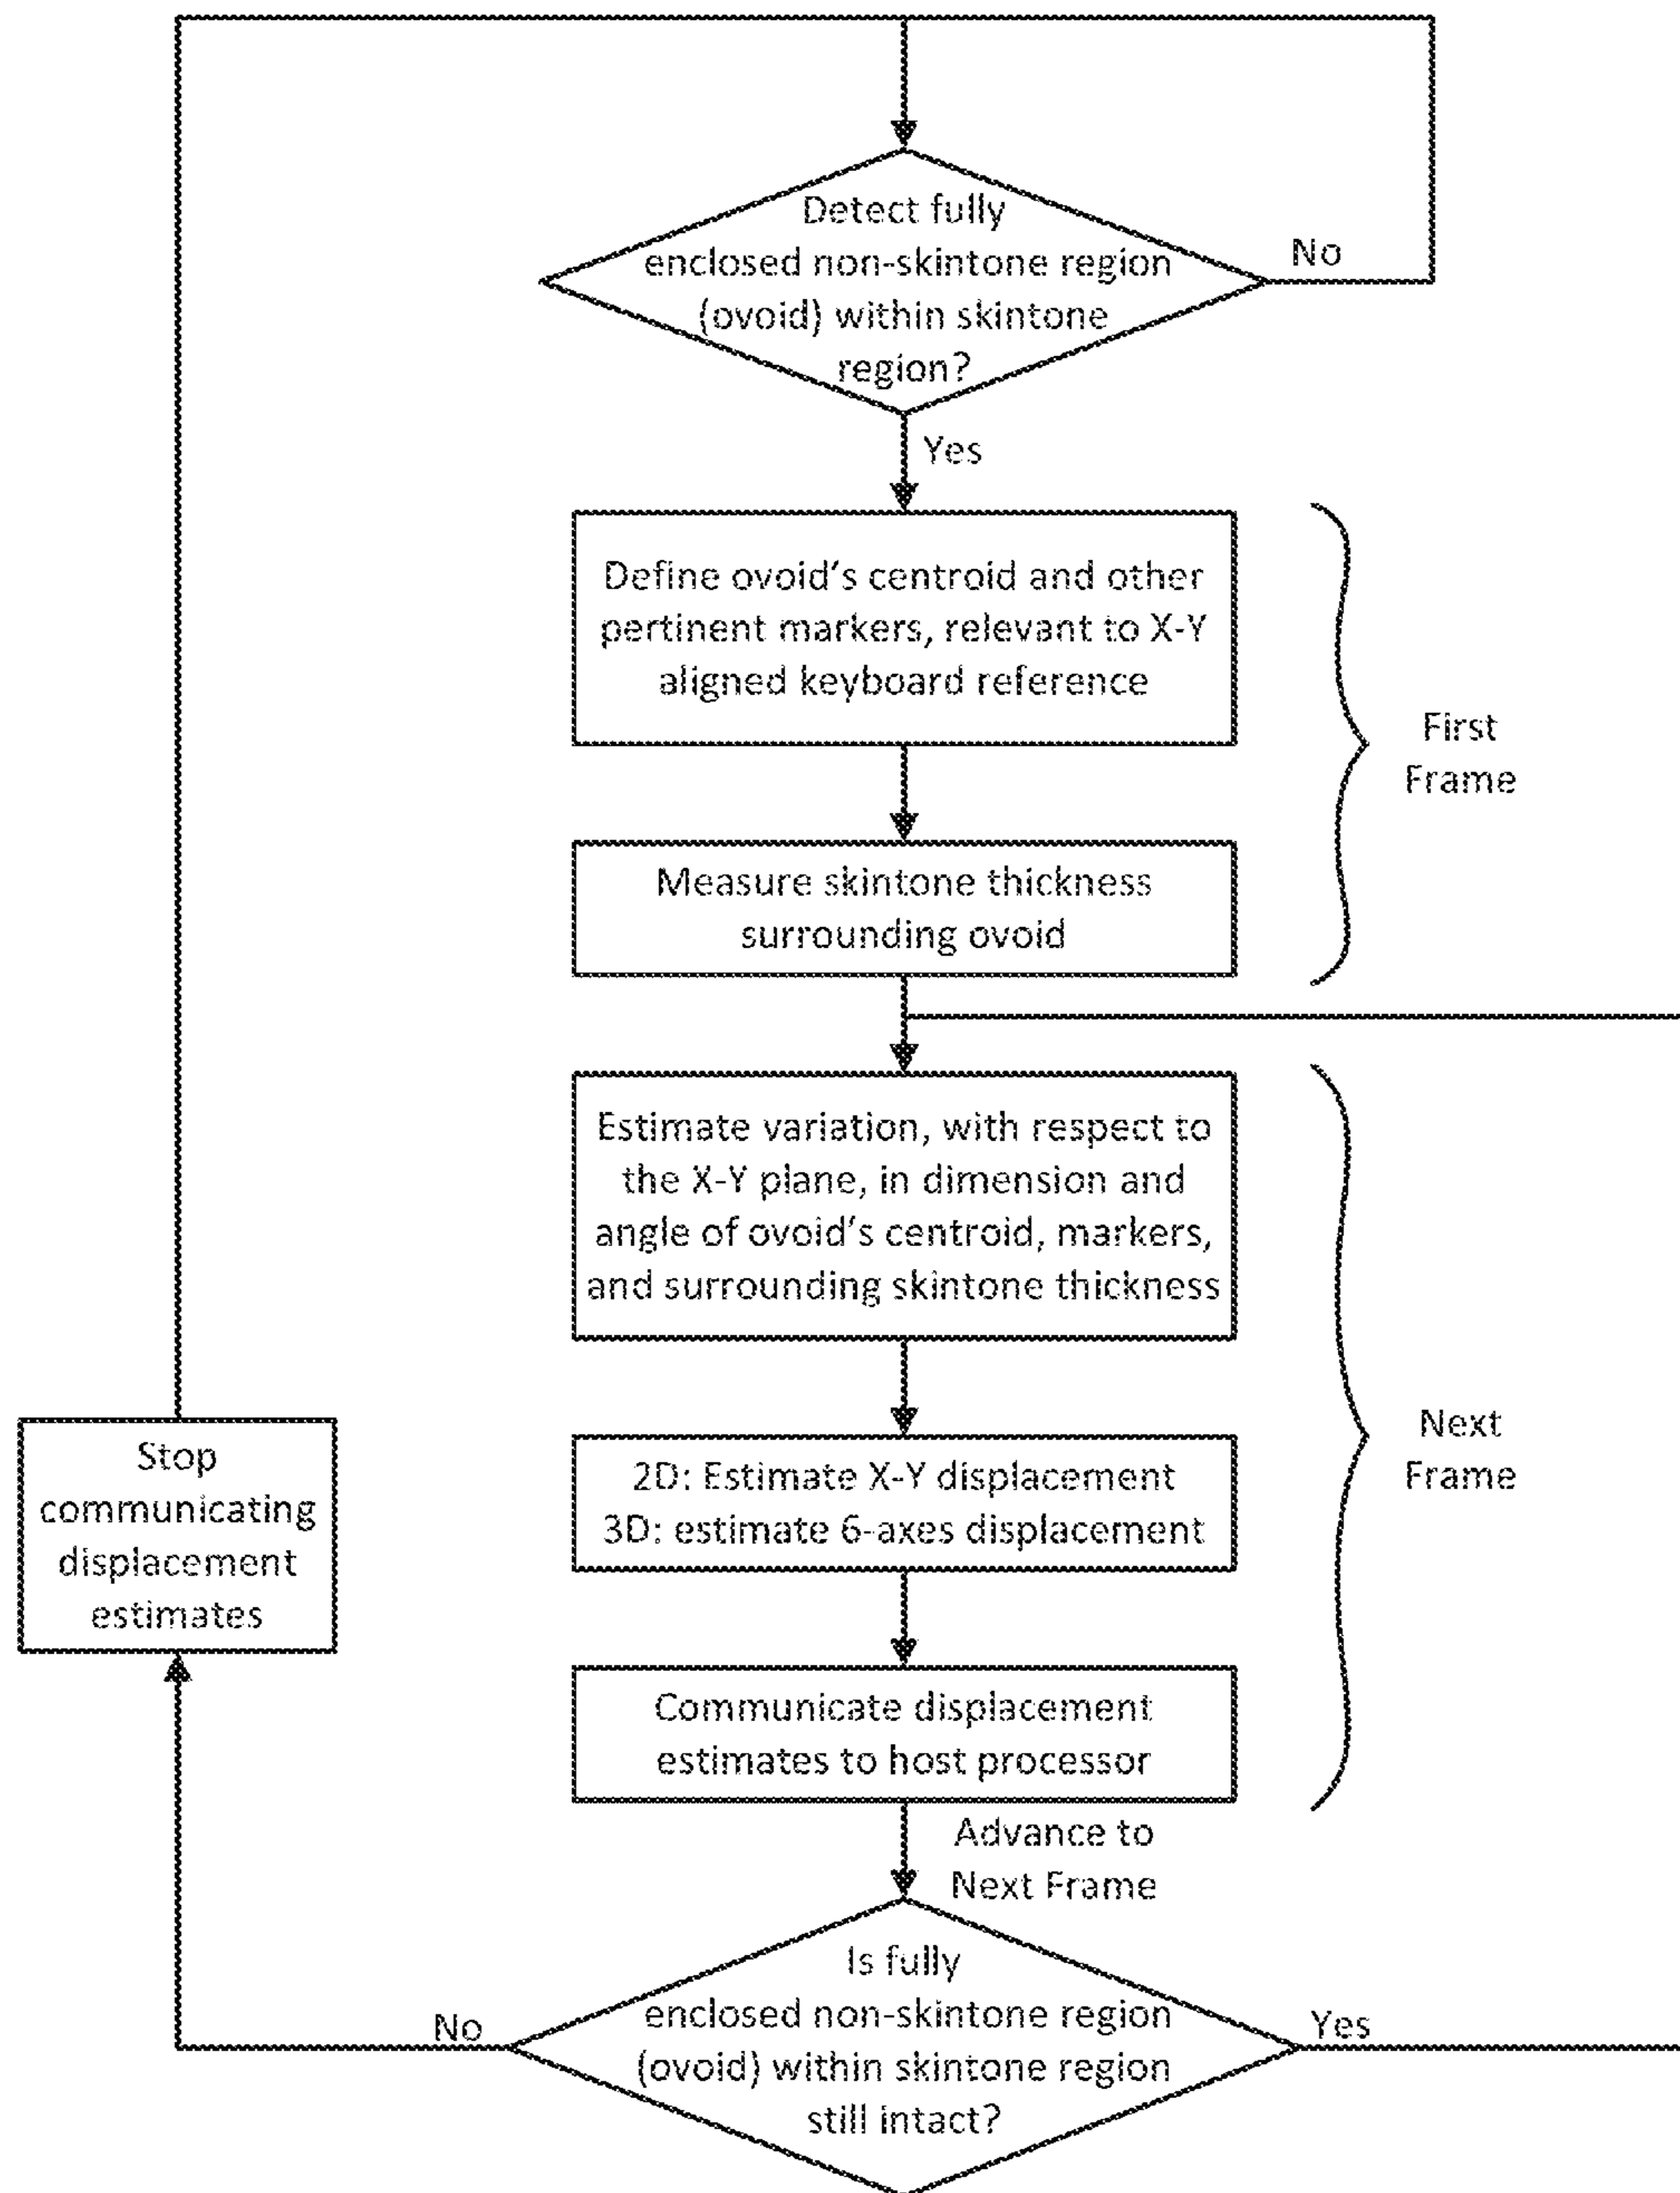 Detect fully
enclosed non-skintone region
(ovoid) within skintone
region?
No
Yes
Define ovoid's centroid and other
pertinent markers, relevant to X-Y
aligned keyboard reference
First
Frame
Measure skintone thickness
surrounding ovoid
Estimate variation, with respect to
the X-Y plane, in dimension and
angle of ovoid's centroid, markers,
and surrounding skintone thickness
Next
Frame
2D: Estimate X-Y displacement
3D: estimate 6-axes displacement
Stop
communicating
displacement
estimates
Communicate displacement
estimates to host processor
Advance to
Next Frame
Is fully
enclosed non-skintone region
(ovoid) within skintone region
still intact?
No
Yes